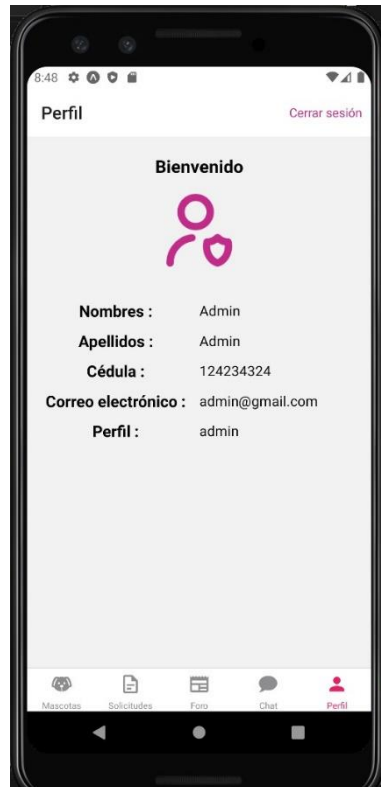 8:48
Perfil Cerrar sesión
Bienvenido
Nombres : Admin
Apellidos : Admin
Cédula : 124234324
Correo electrónico : admin@gmail.com
Perfil : admin
Mascotas Solicitudes Foro Chat Perfil